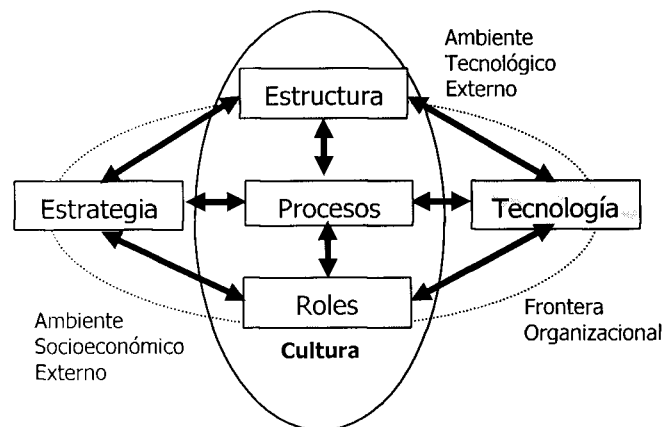 Ambiente
Tecnológico
Externo
Estructura
Estrategia
Procesos
Tecnología
Roles
Cultura
Ambiente
Socioeconómico
Externo
Frontera
Organizacional